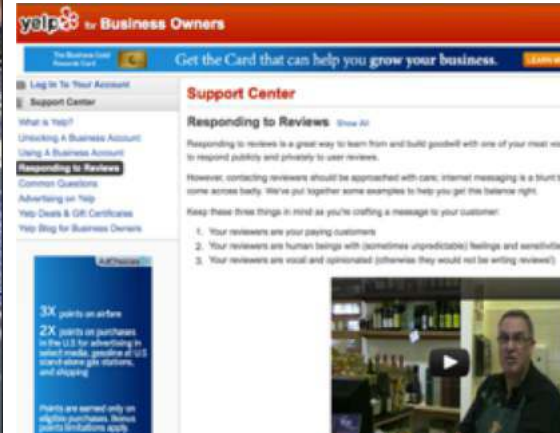 yelp for Business Owners
The Business Gold
Rewards Card
Get the Card that can help you grow your business.
LEARN
Log In To Your Account
Support Center
What is Yelp?
Unlocking A Business Account
Using A Business Account
Responding to Reviews
Common Questions
Advertising on Yelp
Yelp Deals & Gift Certificates
Yelp Blog for Business Owners
AdChoices
3X points on airfare
2X points on purchases
in the U.S for advertising in
select media, gasoline at U.S
stand-alone gas stations,
and shipping
Points are earned only on
eligible purchases. Bonus
points limitations apply.
Support Center
Responding to Reviews Show All
Responding to reviews is a great way to learn from and build goodwill with one of your most
to respond publicly and privately to user reviews.
However, contacting reviewers should be approached with care; internet messaging is a blunt
come across badly. We've put together some examples to help you get this balance right.
Keep these three things in mind as you're crafting a message to your customer:
1. Your reviewers are your paying customers
2. Your reviewers are human beings with (sometimes unpredictable) feelings and
3. Your reviewers are vocal and opinionated (otherwise they would not be writing reviews!)